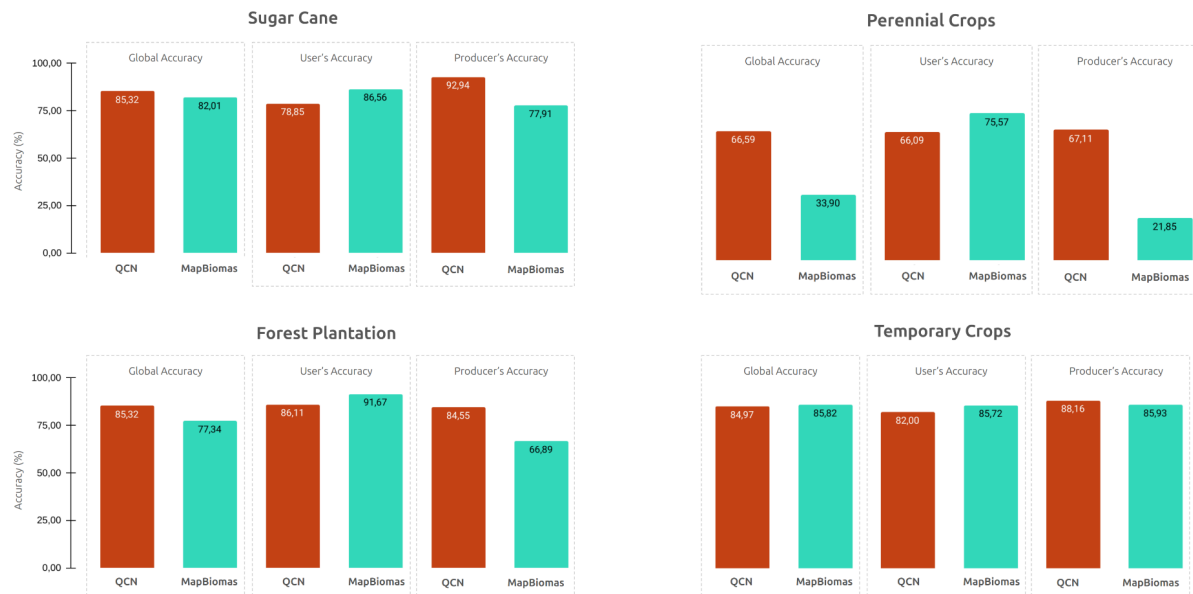 Sugar Cane
Global Accuracy
User's Accuracy
Producer's Accuracy
Accuracy (%)
100,00
75,00
50,00
25,00
0,00
85,32
82,01
78,85
86,56
92,94
77,91
QCN
MapBiomas
QCN
MapBiomas
QCN
MapBiomas
Perennial Crops
Global Accuracy
User's Accuracy
Producer's Accuracy
66,59
33,90
66,09
75,57
67,11
21,85
QCN
MapBiomas
QCN
MapBiomas
QCN
MapBiomas
Forest Plantation
Global Accuracy
User's Accuracy
Producer's Accuracy
Accuracy (%)
100,00
75,00
50,00
25,00
0,00
85,32
77,34
86,11
91,67
84,55
66,89
QCN
MapBiomas
QCN
MapBiomas
QCN
MapBiomas
Temporary Crops
Global Accuracy
User's Accuracy
Producer's Accuracy
84,97
85,82
82,00
85,72
88,16
85,93
QCN
MapBiomas
QCN
MapBiomas
QCN
MapBiomas